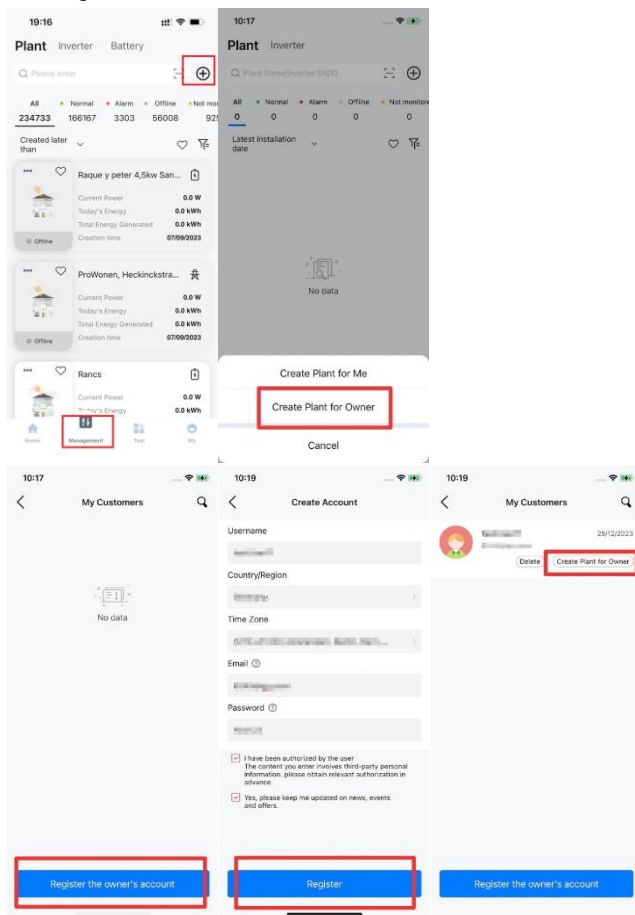 19:16
Plant Inverter Battery
Please enter
All Normal Alarm Offline Not mo
234733 166167 3303 56008 925
Created later
than
Raque y peter 4,5kw San...
Current Power 0.0 W
Today's Energy 0.0 kWh
Total Energy Generated 0.0 kWh
Offline Creation time 07/09/2023
ProWonen, Heckinckstra...
Current Power 0.0 W
Today's Energy 0.0 kWh
Total Energy Generated 0.0 kWh
Offline Creation time 07/09/2023
Rancs
Current Power 0.0 W
Today's Energy 0.0 kWh
Home Management Tool My
10:17
Plant Inverter
Plant Name/Inverter SN/ID
All Normal Alarm Offline Not monitore
0 0 0 0 0
Latest installation
date
No data
Create Plant for Me
Create Plant for Owner
Cancel
10:17
My Customers
No data
Register the owner's account
10:19
Create Account
Username
Country/Region
Time Zone
Email
Password
I have been authorized by the user
The content you enter involves third-party personal
information. please obtain relevant authorization in
advance
Yes, please keep me updated on news, events
and offers.
Register
10:19
My Customers
28/12/2023
Delete Create Plant for Owner
Register the owner's account